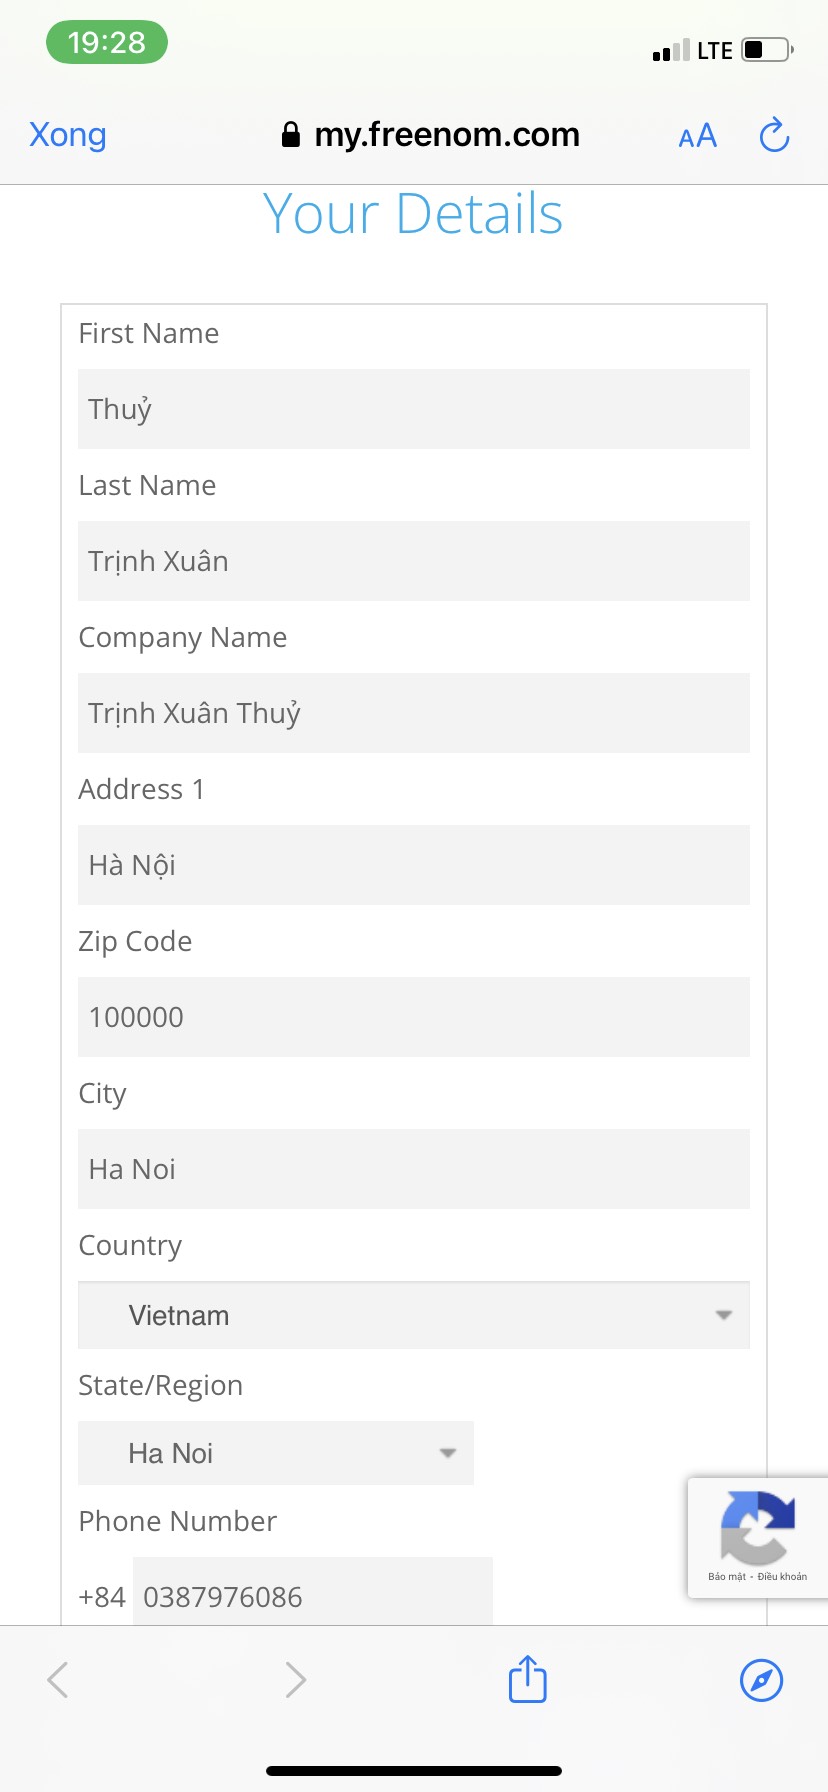 19:28
LTE
Xong
my.freenom.com
AA
Your Details
First Name
Thuỷ
Last Name
Trịnh Xuân
Company Name
Trịnh Xuân Thuỷ
Address 1
Hà Nội
Zip Code
100000
City
Ha Noi
Country
Vietnam
State/Region
Ha Noi
Phone Number
+84 0387976086
Bảo mật - Điều khoản